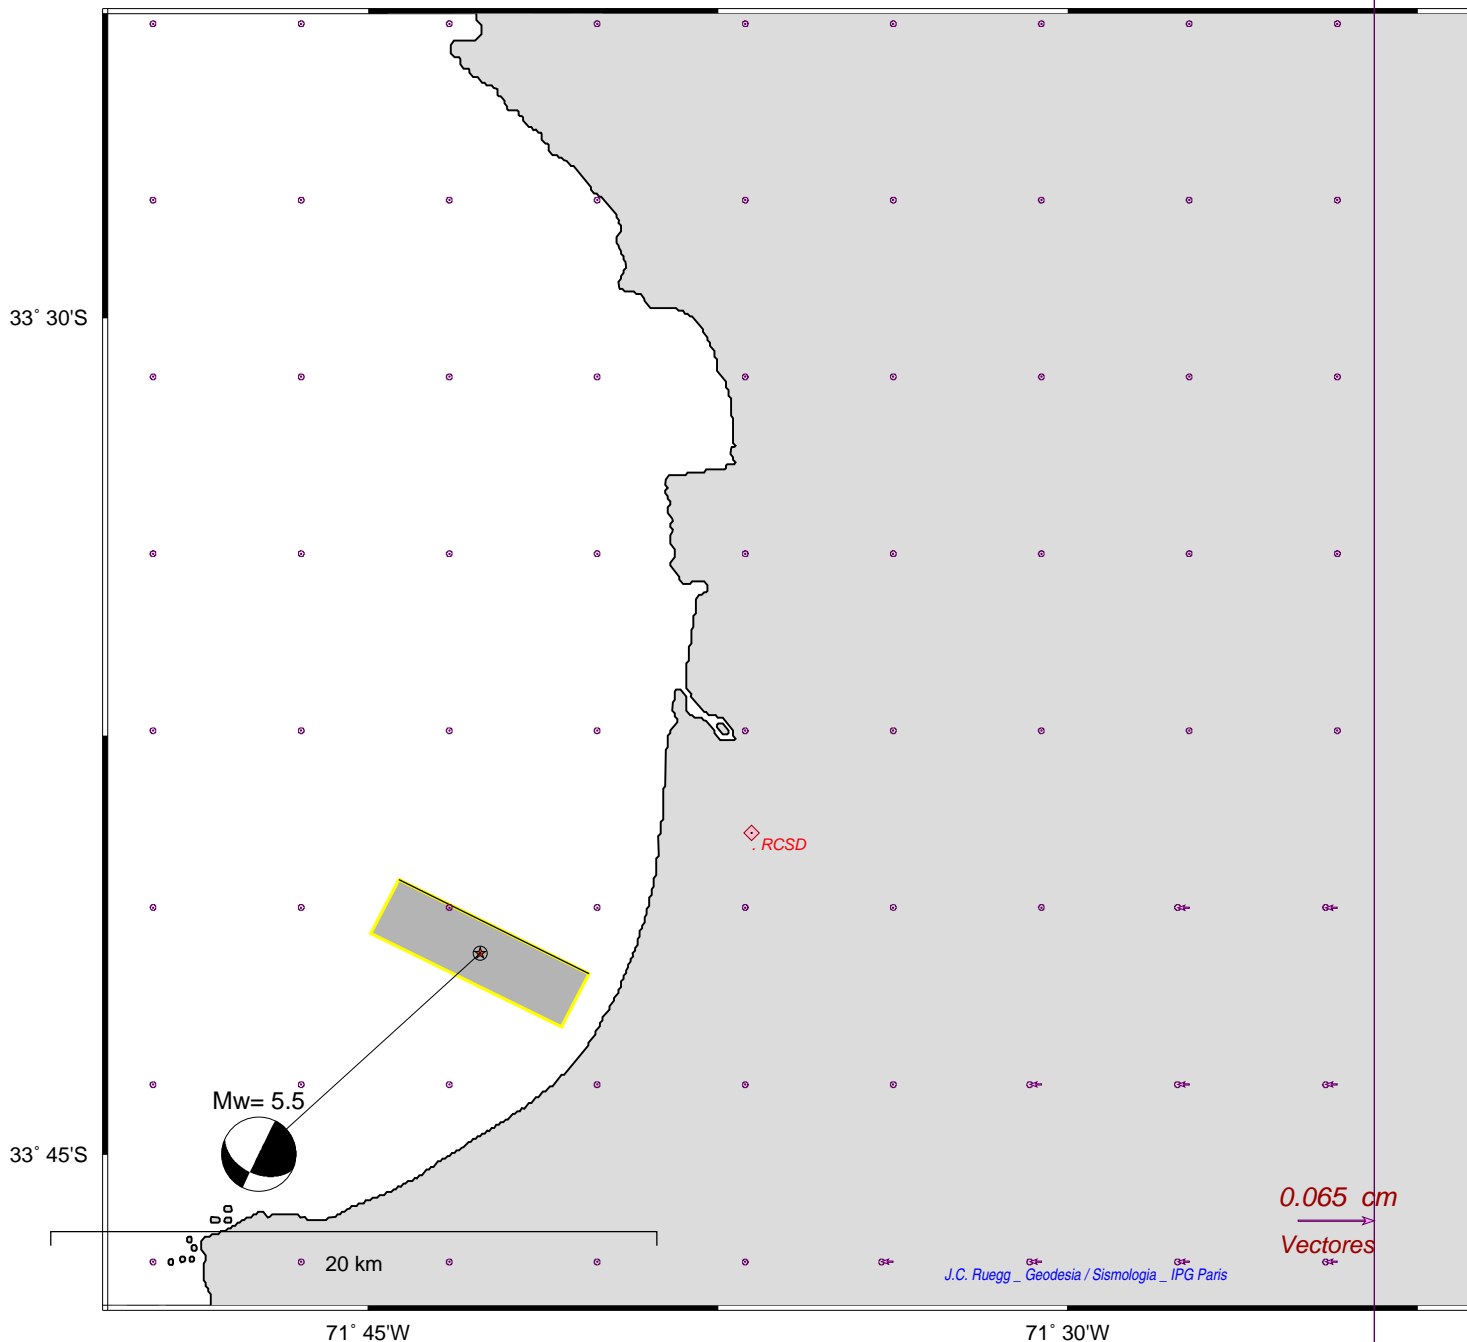 33° 30'S
. RCSD
Mw= 5.5
33° 45'S
0.065 cm
Vectores
20 km
J.C. Ruegg _ Geodesia / Sismologia _ IPG Paris
71° 45'W
71° 30'W